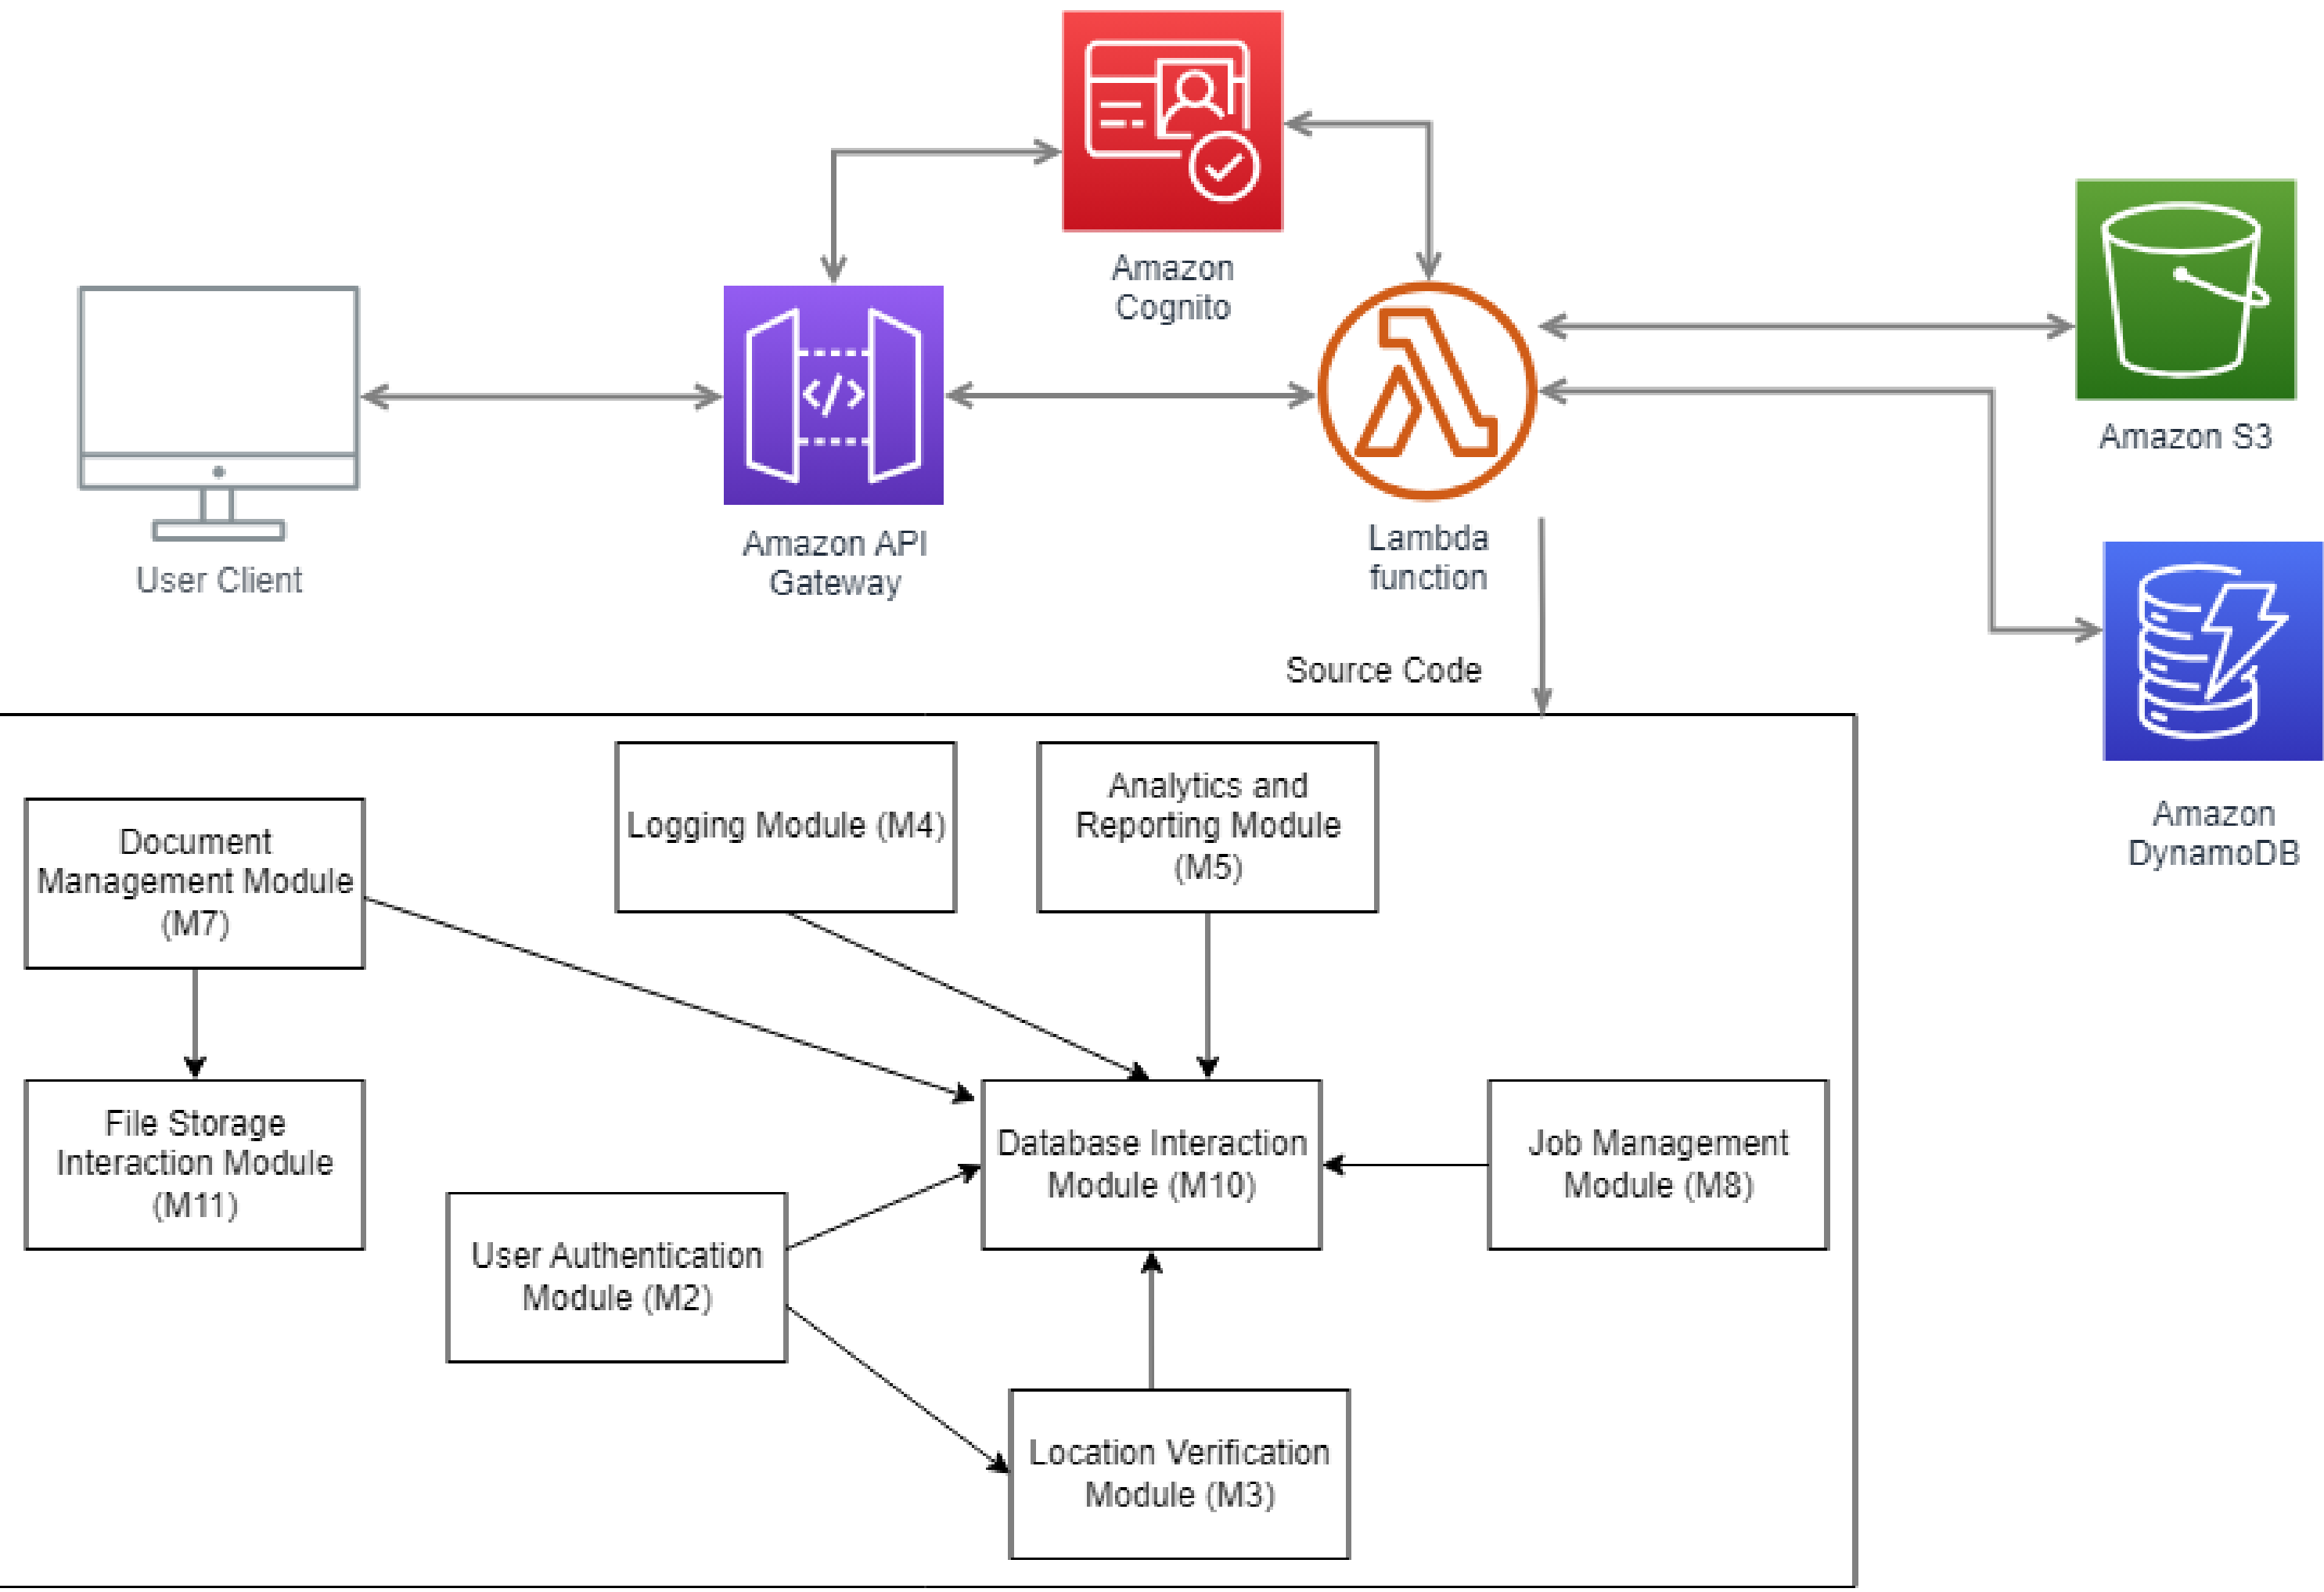 Amazon
Cognito
User Client
Amazon API
Gateway
Lambda
function
Amazon S3
Amazon
DynamoDB
Source Code
Document
Management Module
(M7)
Logging Module (M4)
Analytics and
Reporting Module
(M5)
File Storage
Interaction Module
(M11)
Database Interaction
Module (M10)
Job Management
Module (M8)
User Authentication
Module (M2)
Location Verification
Module (M3)